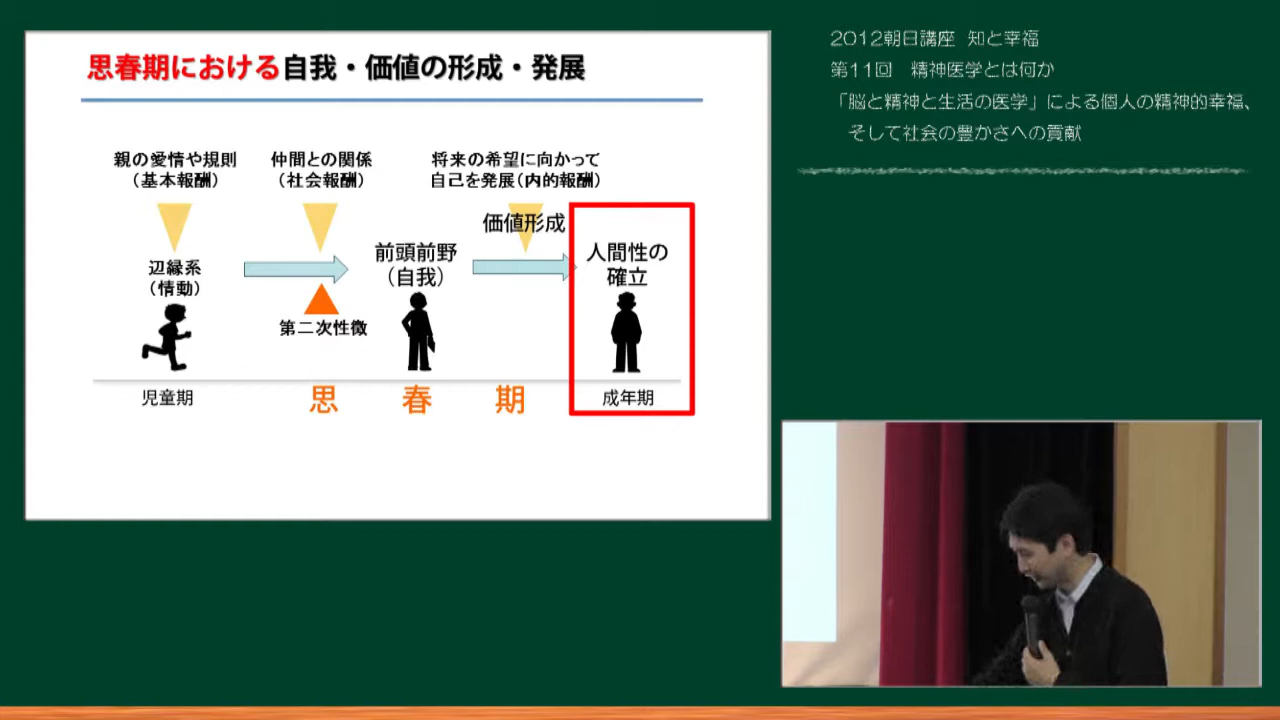 思春期における自我・価値の形成・発展
親の愛情や規則
（基本報酬）
仲間との関係
（社会報酬）
将来の希望に向かって
自己を発展（内的報酬）
価値形成
辺縁系
（情動）
第二次性徴
前頭前野
（自我）
人間性の
確立
児童期
思春期
成年期
2012朝日講座 知と幸福
第11回 精神医学とは何か
「脳と精神と生活の医学」による個人の精神的幸福、
そして社会の豊かさへの貢献